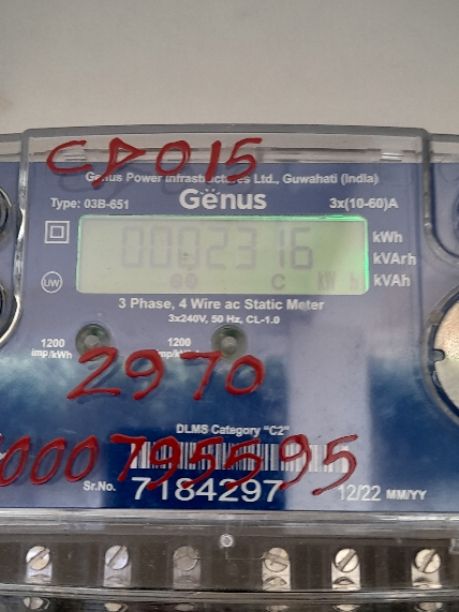 CD015
Genus Power Infrastructures Ltd., Guwahati (India)
Type: 03B-651 Genus 3x(10-60)A
0002316 kWh
kVArh
UW C kW h kVAh
3 Phase, 4 Wire ac Static Meter
3x240V, 50 Hz, CL-1.0
1200 1200
imp/kWh
2970
DLMS Category "C2"
000795595
Sr.No. 7184297 12/22 MM/YY